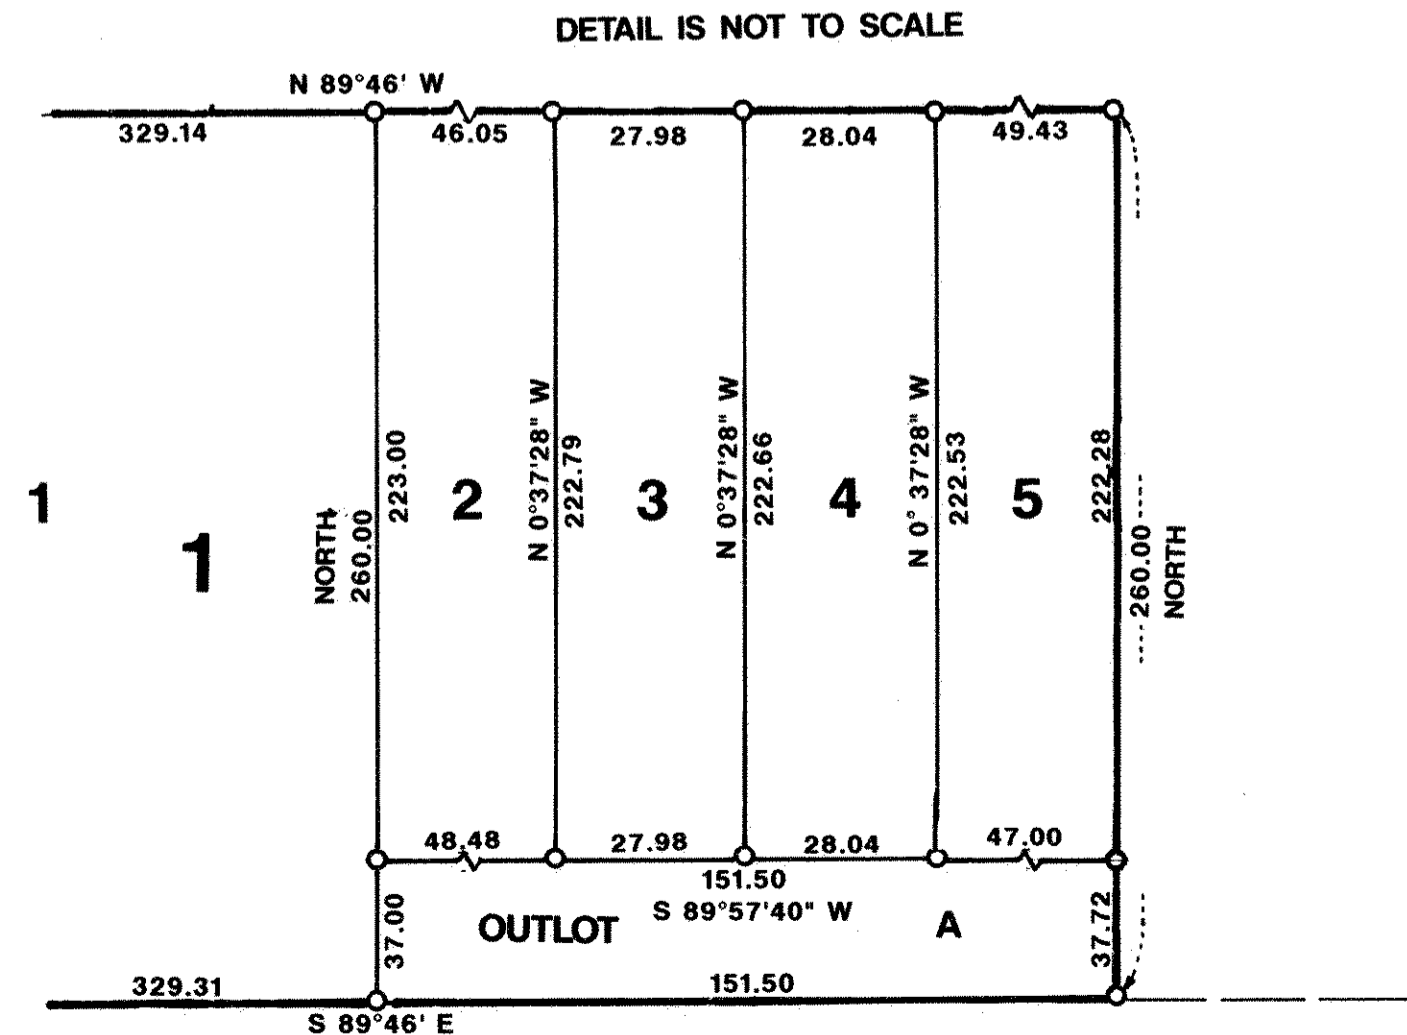 DETAIL IS NOT TO SCALE
N 89°46' W
329.14
46.05
27.98
28.04
49.43
1
1
NORTH
260.00
223.00
2
N 0°37'28" W
222.79
3
N 0°37'28" W
222.66
4
N 0° 37'28" W
222.53
5
222.28
260.00
NORTH
48.48
27.98
28.04
47.00
151.50
S 89°57'40" W
37.00
OUTLOT
A
37.72
329.31
151.50
S 89°46' E